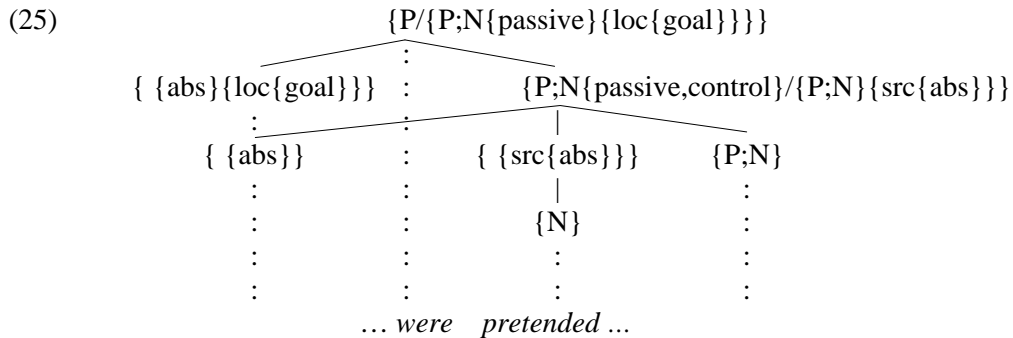 (25) {P/{P;N{passive}{loc{goal}}}}
:
{ {abs}{loc{goal}}} : {P;N{passive,control}/{P;N}{src{abs}}}
: :
{ {abs}} : { {src{abs}}} {P;N}
: : :
: : {N} :
: : : :
: : : :
… were pretended ...